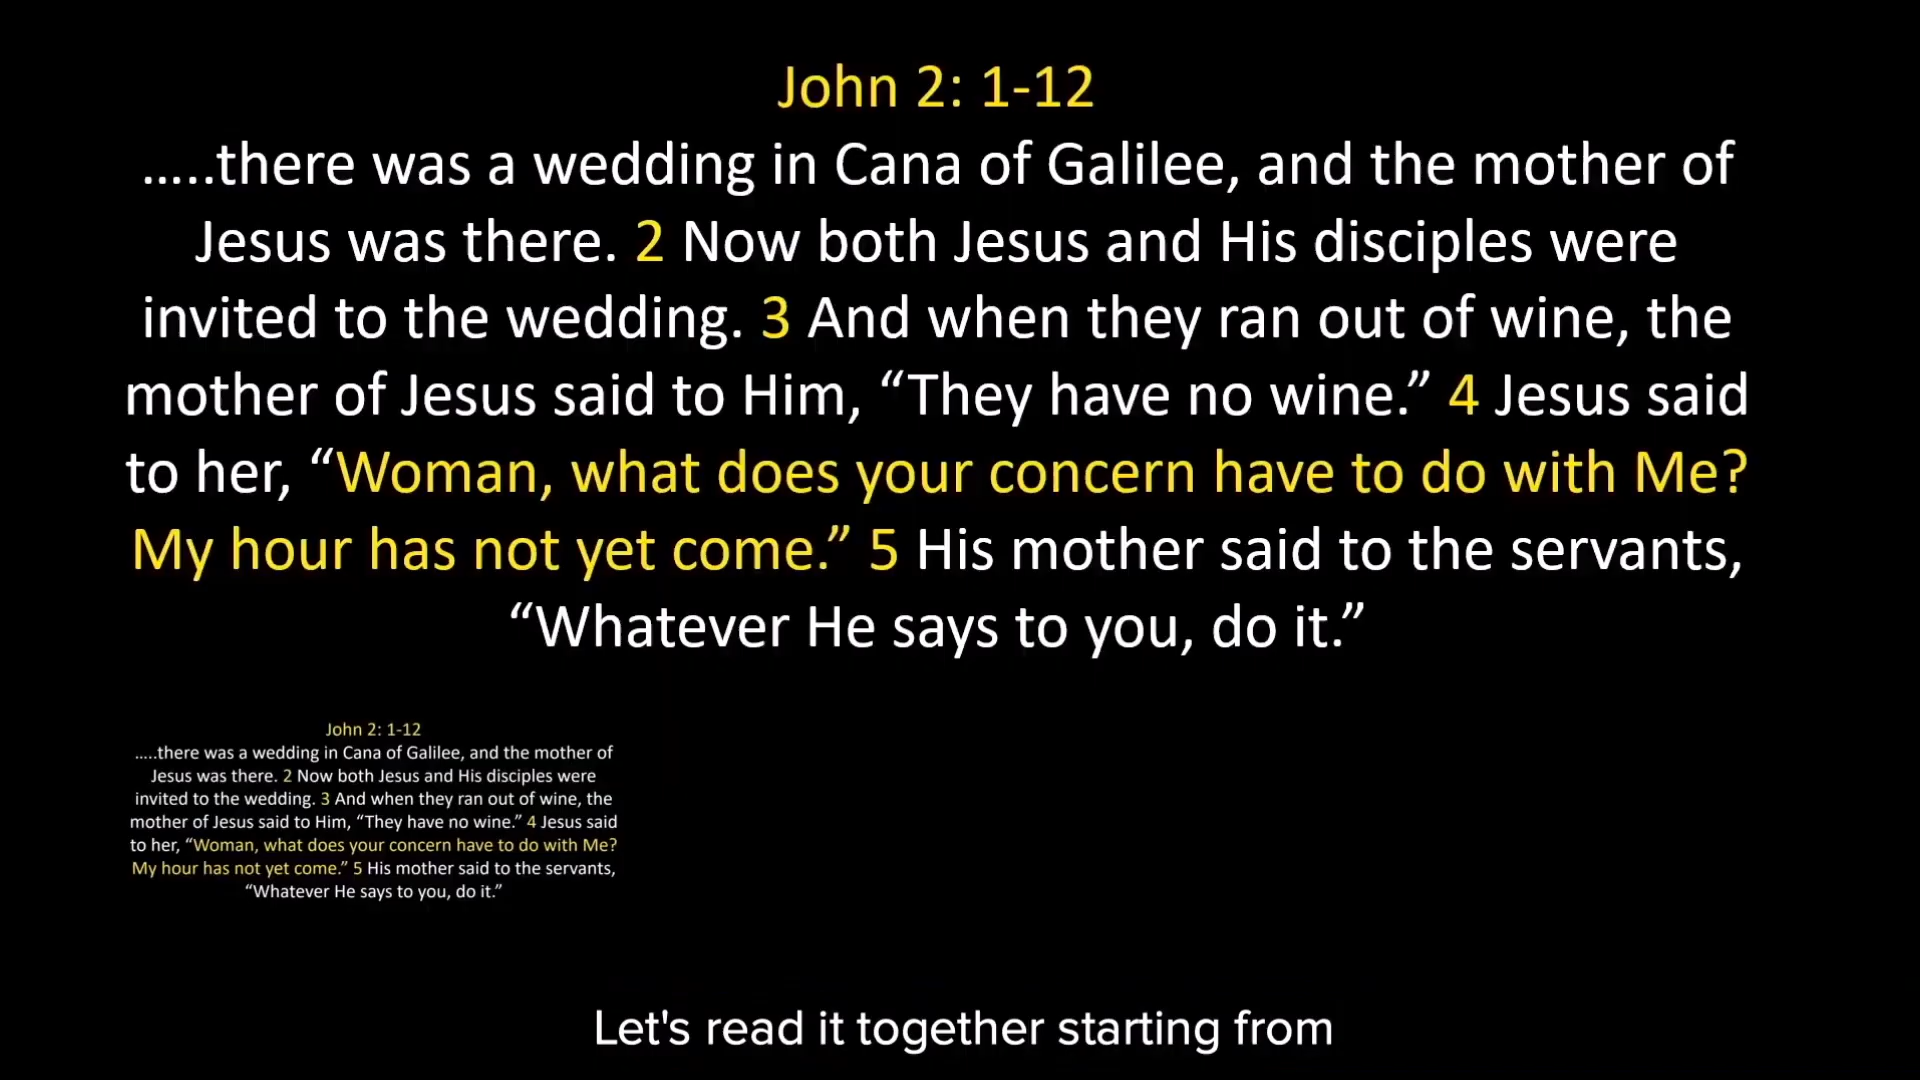 John 2: 1-12
.....there was a wedding in Cana of Galilee, and the mother of
Jesus was there. 2 Now both Jesus and His disciples were
invited to the wedding. 3 And when they ran out of wine, the
mother of Jesus said to Him, “They have no wine.” 4 Jesus said
to her, “Woman, what does your concern have to do with Me?
My hour has not yet come.” 5 His mother said to the servants,
“Whatever He says to you, do it.”
John 2: 1-12
.....there was a wedding in Cana of Galilee, and the mother of
Jesus was there. 2 Now both Jesus and His disciples were
invited to the wedding. 3 And when they ran out of wine, the
mother of Jesus said to Him, “They have no wine.” 4 Jesus said
to her, “Woman, what does your concern have to do with Me?
My hour has not yet come.” 5 His mother said to the servants,
“Whatever He says to you, do it.”
Let's read it together starting from